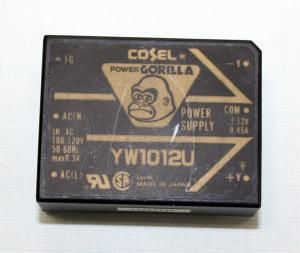 COSEL
POWER GORILLA
FG
-V
AC(N)
POWER SUPPLY
COM
±12V
0.45A
IN AC
100-120V
50-60Hz
max0.3A
YW1012U
AC(L)
MADE IN JAPAN
+V